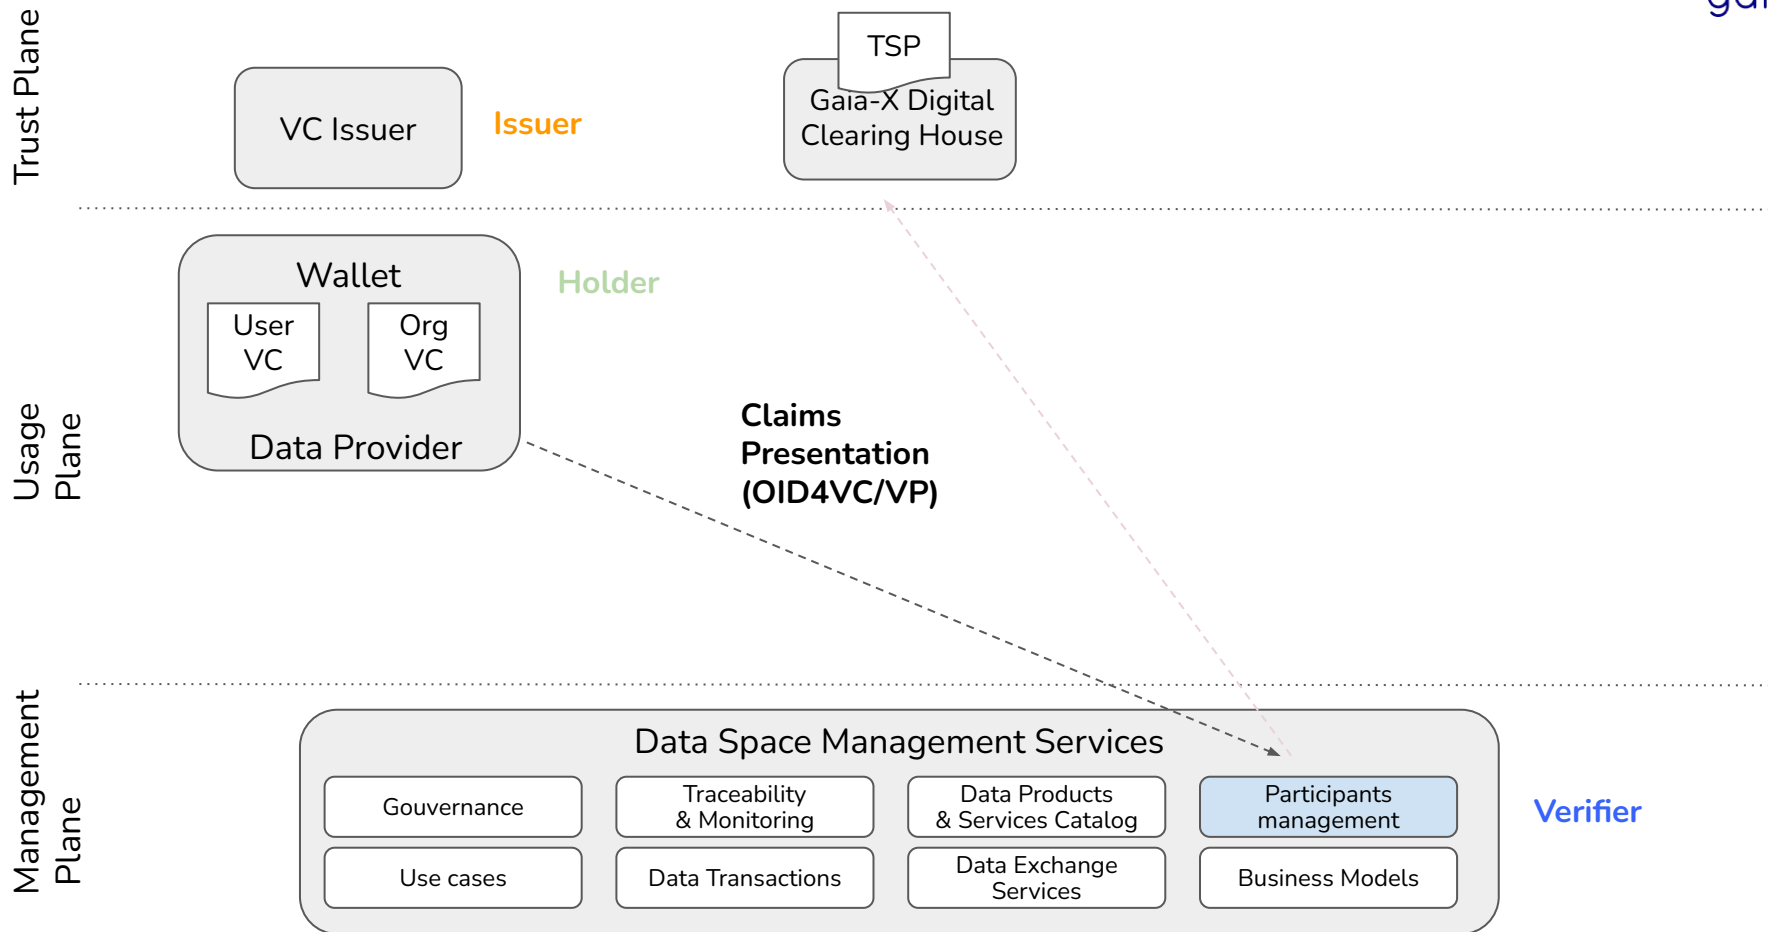 Trust Plane
TSP
Gaia-X Digital
Clearing House
VC Issuer
Issuer
Usage
Plane
Wallet
User
VC
Org
VC
Data Provider
Holder
Claims
Presentation
(OID4VC/VP)
Management
Plane
Data Space Management Services
Gouvernance
Traceability
& Monitoring
Data Products
& Services Catalog
Participants
management
Verifier
Use cases
Data Transactions
Data Exchange
Services
Business Models